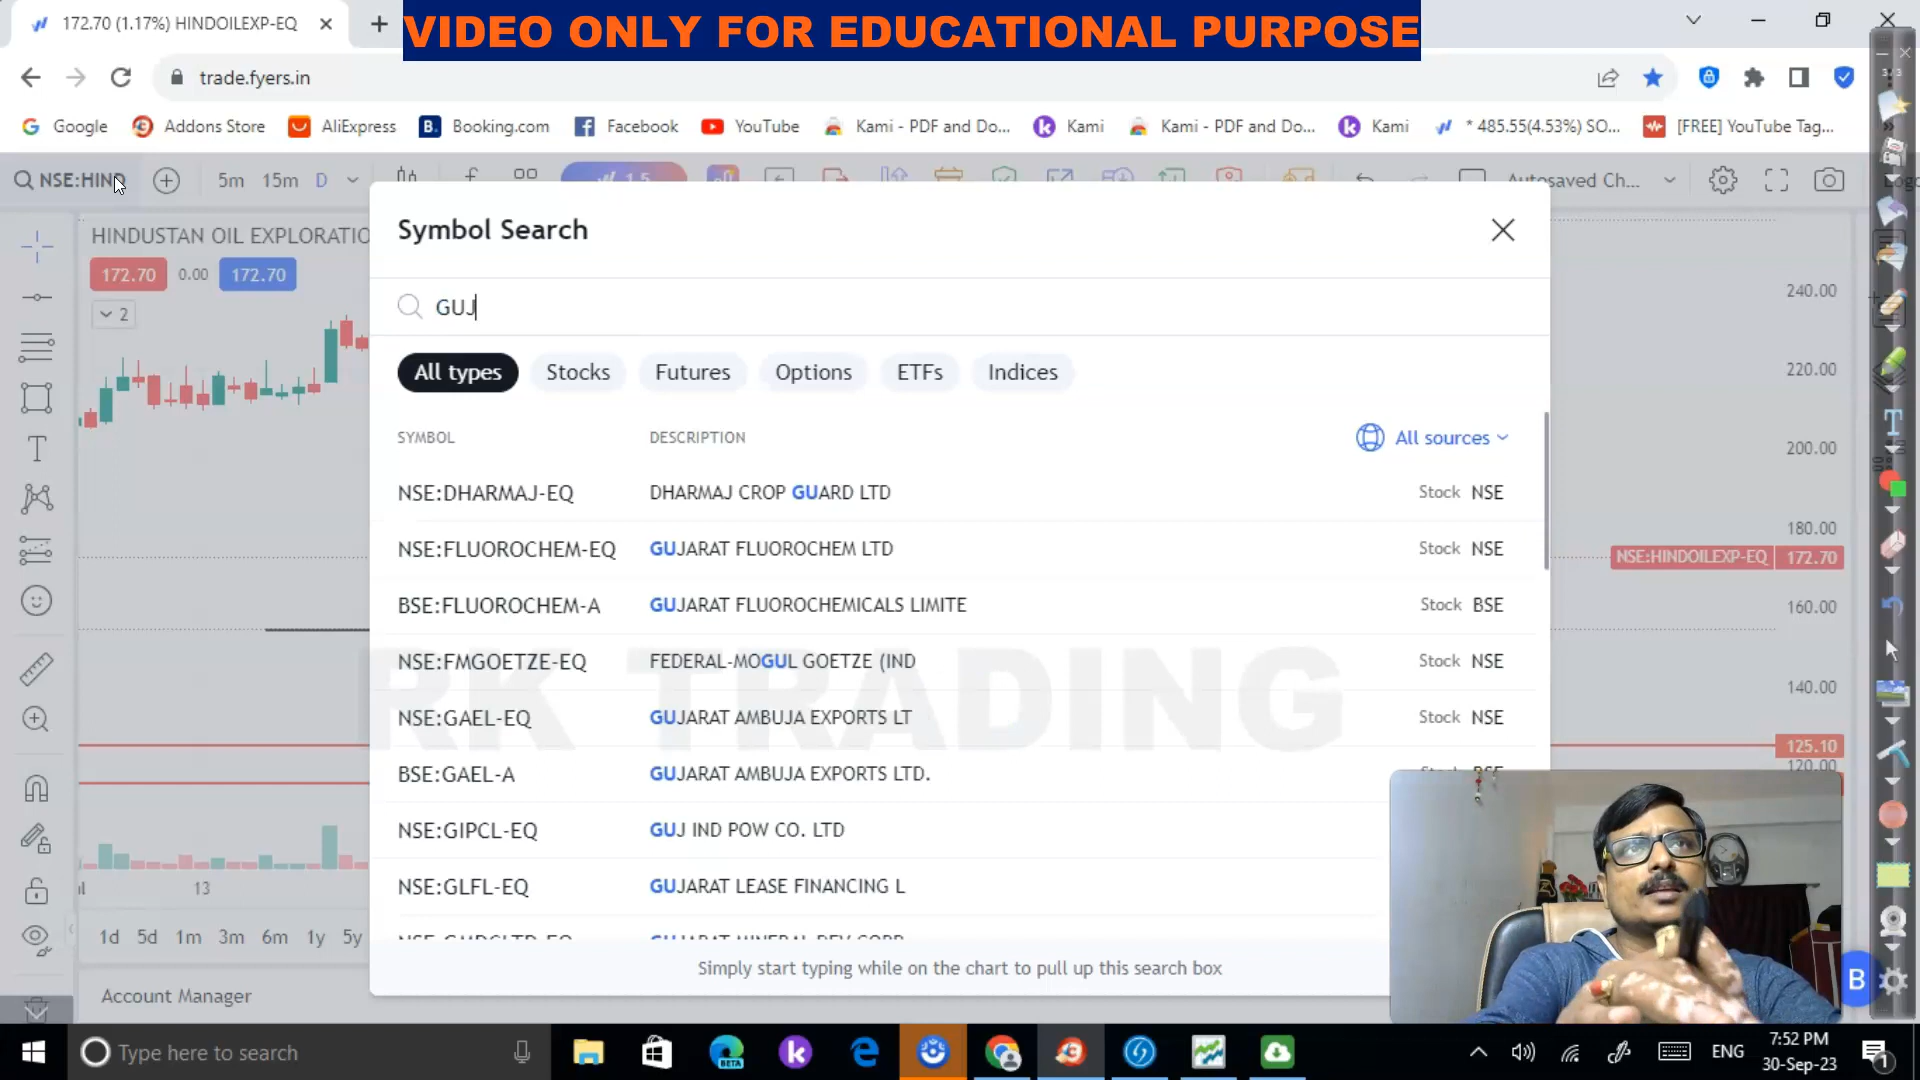 172.70 (1.17%) HINDOILEXP-EQ
VIDEO ONLY FOR EDUCATIONAL PURPOSE
trade.fyers.in
Google Addons Store AliExpress Booking.com Facebook YouTube Kami - PDF and Do... Kami Kami - PDF and Do... Kami * 485.55(4.53%) SO... [FREE] YouTube Tag...
NSE:HIND 5m 15m D 1.5 Autosaved Ch...
HINDUSTAN OIL EXPLORATIO
172.70 0.00 172.70
2
Symbol Search
GUJ
All types Stocks Futures Options ETFs Indices
SYMBOL DESCRIPTION All sources
NSE:DHARMAJ-EQ DHARMAJ CROP GUARD LTD Stock NSE
NSE:FLUOROCHEM-EQ GUJARAT FLUOROCHEM LTD Stock NSE
BSE:FLUOROCHEM-A GUJARAT FLUOROCHEMICALS LIMITE Stock BSE
NSE:FMGOETZE-EQ FEDERAL-MOGUL GOETZE (IND Stock NSE
RK TRADING
NSE:GAEL-EQ GUJARAT AMBUJA EXPORTS LT Stock NSE
BSE:GAEL-A GUJARAT AMBUJA EXPORTS LTD. Stock BSE
NSE:GIPCL-EQ GUJ IND POW CO. LTD
NSE:GLFL-EQ GUJARAT LEASE FINANCING L
Simply start typing while on the chart to pull up this search box
240.00
220.00
200.00
180.00
NSE:HINDOILEXP-EQ 172.70
160.00
140.00
125.10
120.00
13
1d 5d 1m 3m 6m 1y 5y
Account Manager
B
Type here to search
BETA
ENG
7:52 PM
30-Sep-23
1